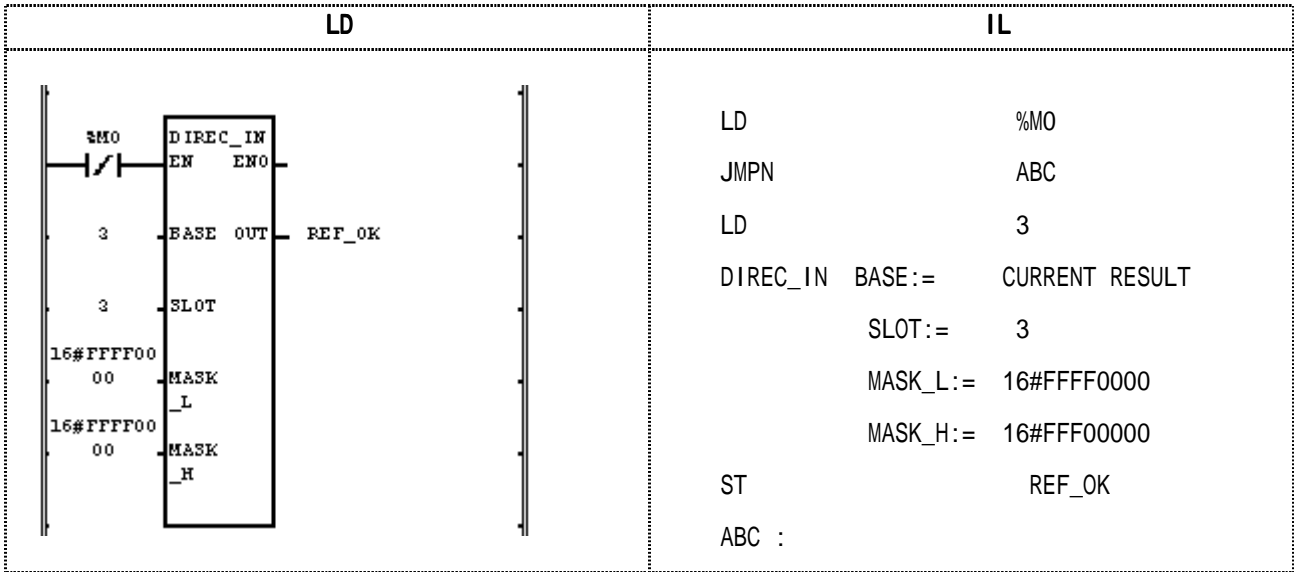 LD
IL
%M0
DIREC_IN
EN ENO
3
BASE OUT
REF_OK
3
SLOT
16#FFFF00
00
MASK
_L
16#FFFF00
00
MASK
_H
LD %M0
JMPN ABC
LD 3
DIREC_IN BASE:= CURRENT RESULT
SLOT:= 3
MASK_L:= 16#FFFF0000
MASK_H:= 16#FFF00000
ST REF_OK
ABC :